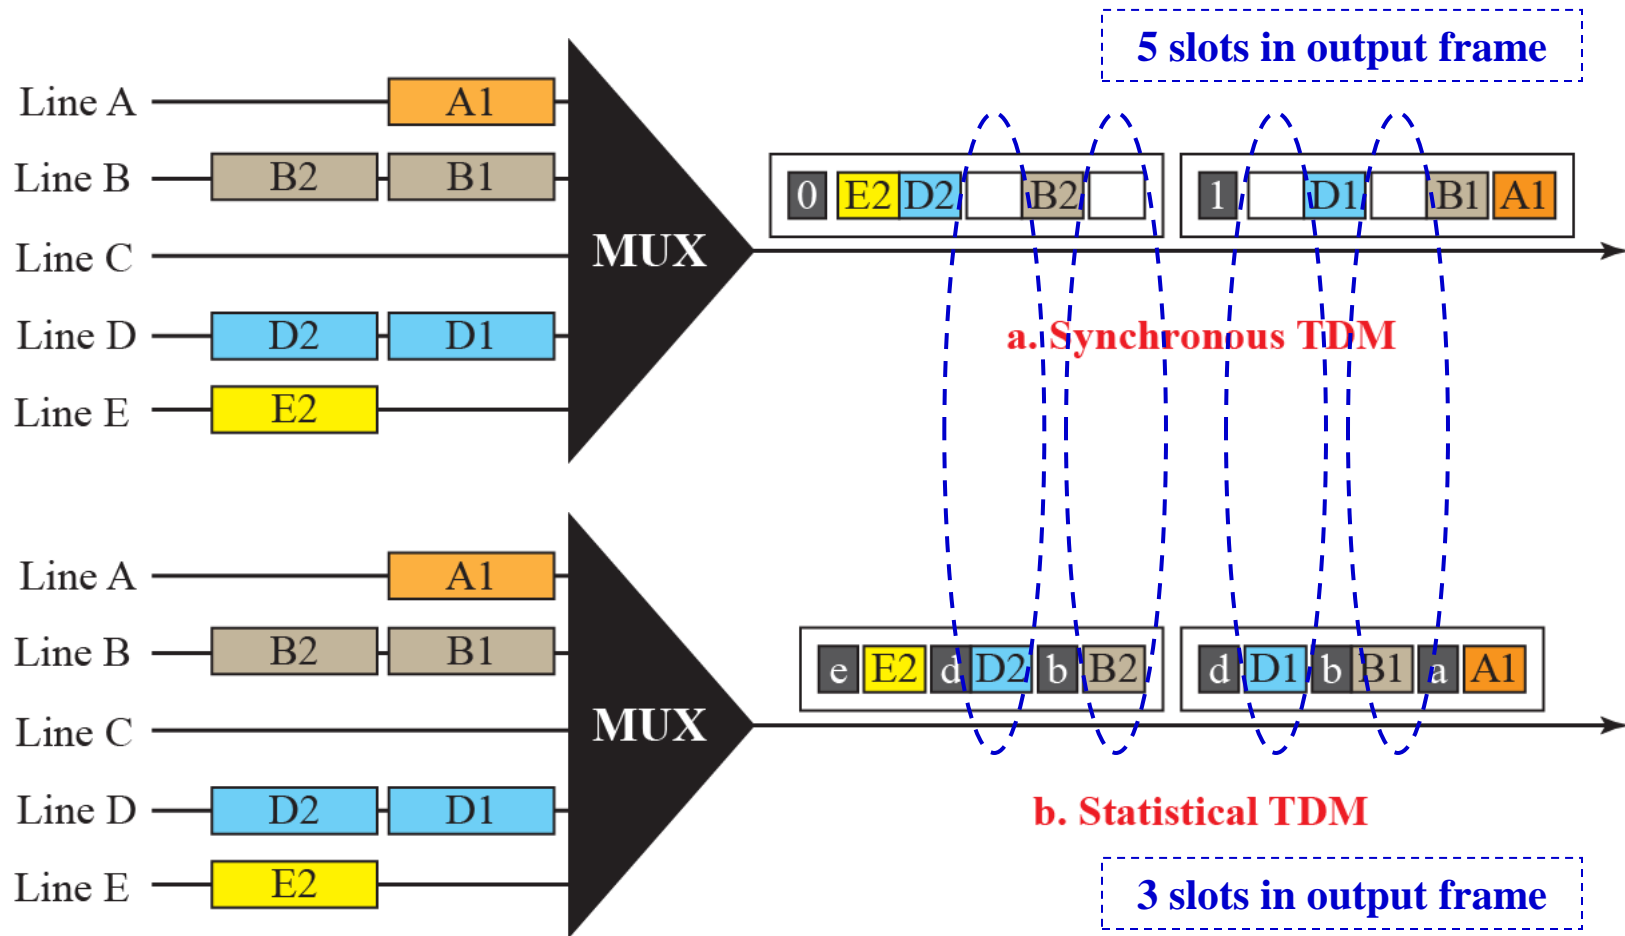 5 slots in output frame
Line A A1
Line B B2 B1
Line C
Line D D2 D1
Line E E2
MUX
0 E2 D2 B2 1 D1 B1 A1
a. Synchronous TDM
Line A A1
Line B B2 B1
Line C
Line D D2 D1
Line E E2
MUX
e E2 d D2 b B2 d D1 b B1 a A1
b. Statistical TDM
3 slots in output frame